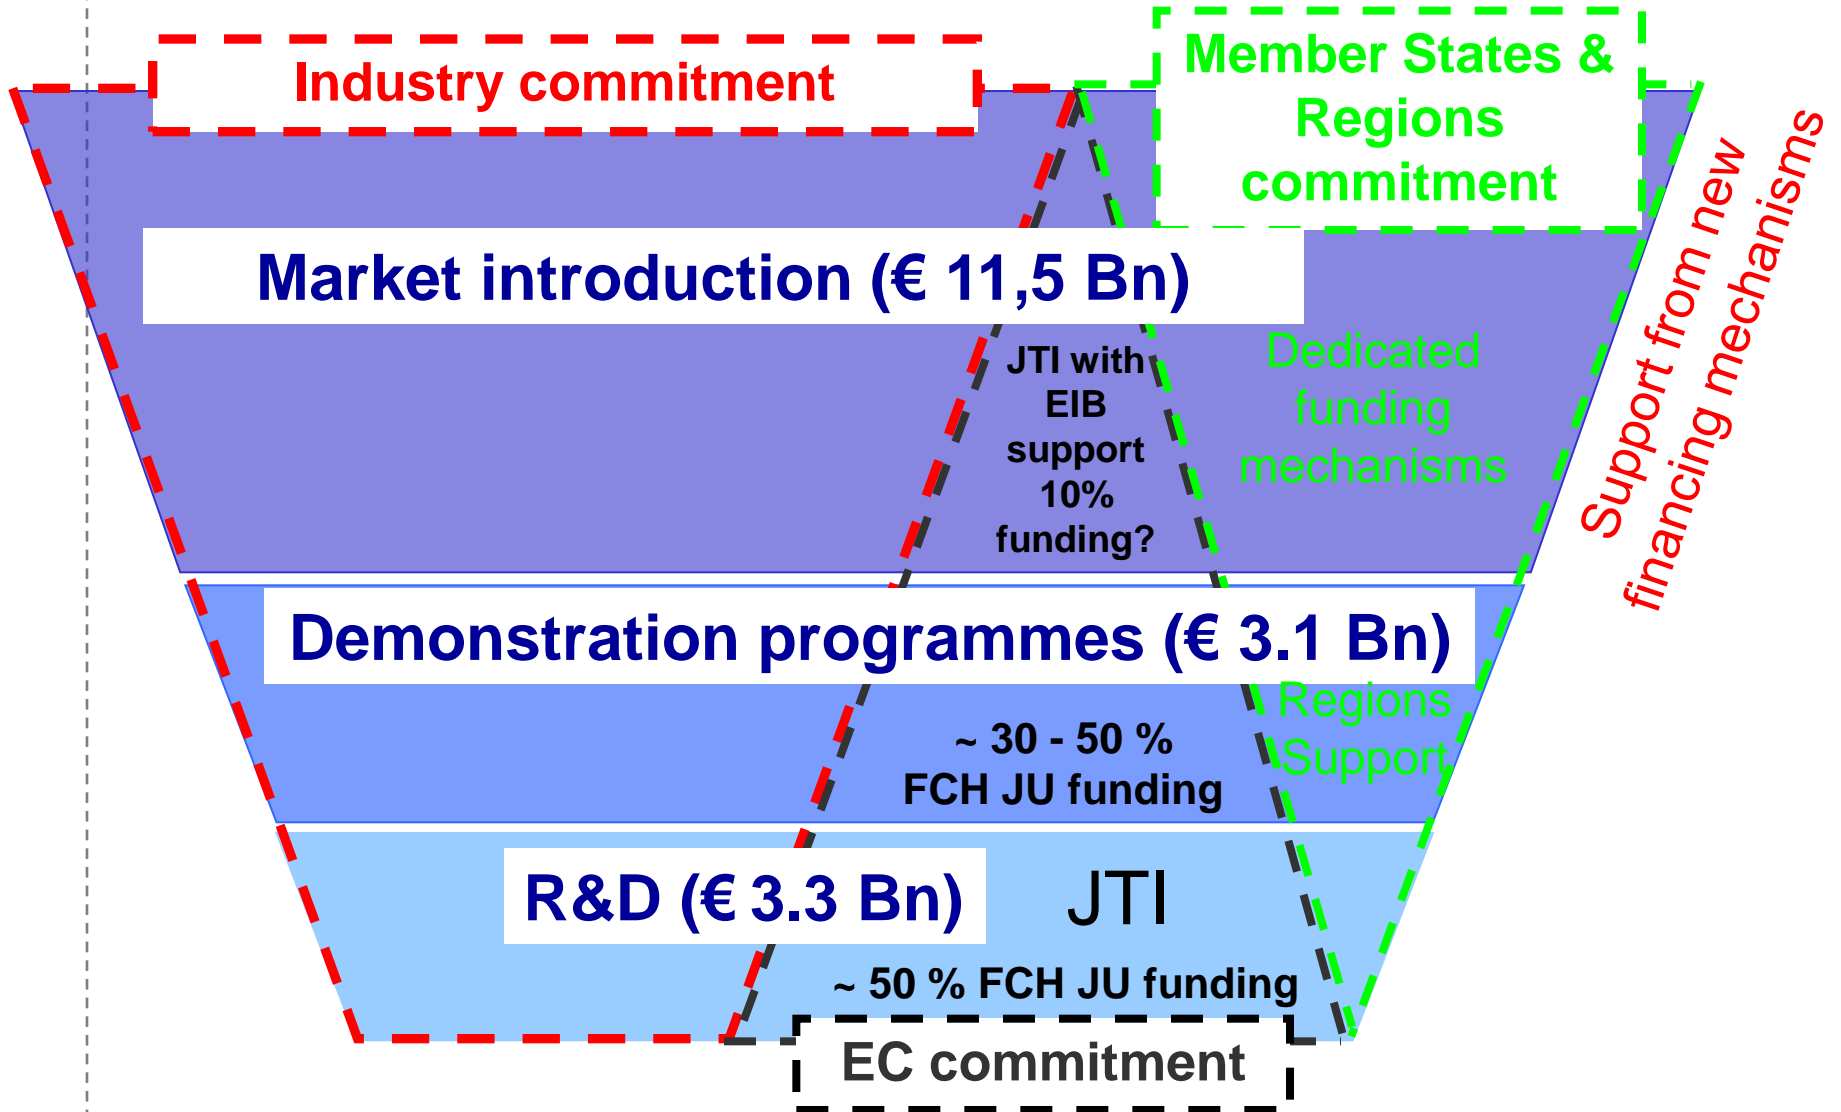 Industry commitment
Member States &
Regions
commitment
Support from new
financing mechanisms
Market introduction (€ 11,5 Bn)
JTI with
EIB
support
10%
funding?
Dedicated
funding
mechanisms
Demonstration programmes (€ 3.1 Bn)
~ 30 - 50 %
FCH JU funding
Regions
Support
R&D (€ 3.3 Bn)
JTI
~ 50 % FCH JU funding
EC commitment